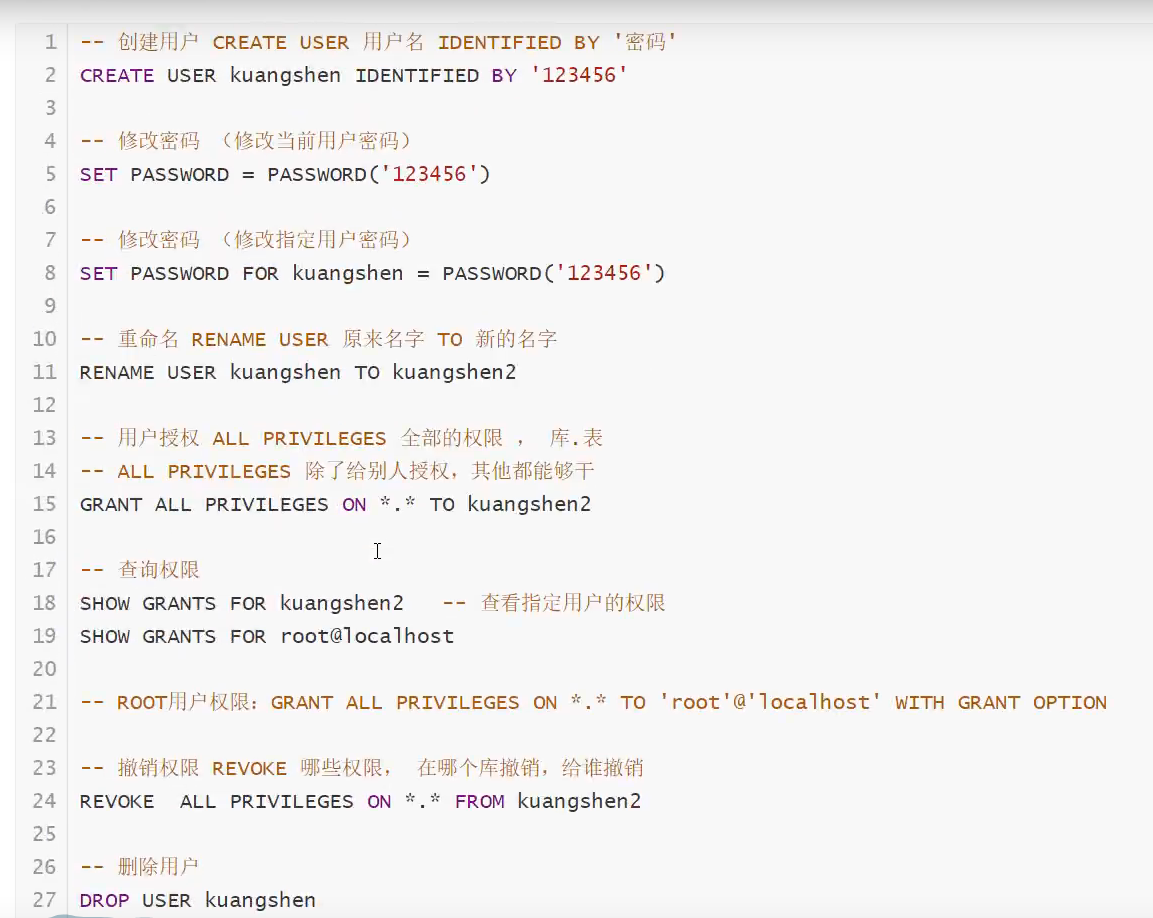 1 -- 创建用户 CREATE USER 用户名 IDENTIFIED BY '密码'
2 CREATE USER kuangshen IDENTIFIED BY '123456'
3
4 -- 修改密码 （修改当前用户密码）
5 SET PASSWORD = PASSWORD('123456')
6
7 -- 修改密码 （修改指定用户密码）
8 SET PASSWORD FOR kuangshen = PASSWORD('123456')
9
10 -- 重命名 RENAME USER 原来名字 TO 新的名字
11 RENAME USER kuangshen TO kuangshen2
12
13 -- 用户授权 ALL PRIVILEGES 全部的权限 ， 库.表
14 -- ALL PRIVILEGES 除了给别人授权，其他都能够干
15 GRANT ALL PRIVILEGES ON *.* TO kuangshen2
16
17 -- 查询权限
18 SHOW GRANTS FOR kuangshen2   -- 查看指定用户的权限
19 SHOW GRANTS FOR root@localhost
20
21 -- ROOT用户权限：GRANT ALL PRIVILEGES ON *.* TO 'root'@'localhost' WITH GRANT OPTION
22
23 -- 撤销权限 REVOKE 哪些权限， 在哪个库撤销，给谁撤销
24 REVOKE  ALL PRIVILEGES ON *.* FROM kuangshen2
25
26 -- 删除用户
27 DROP USER kuangshen